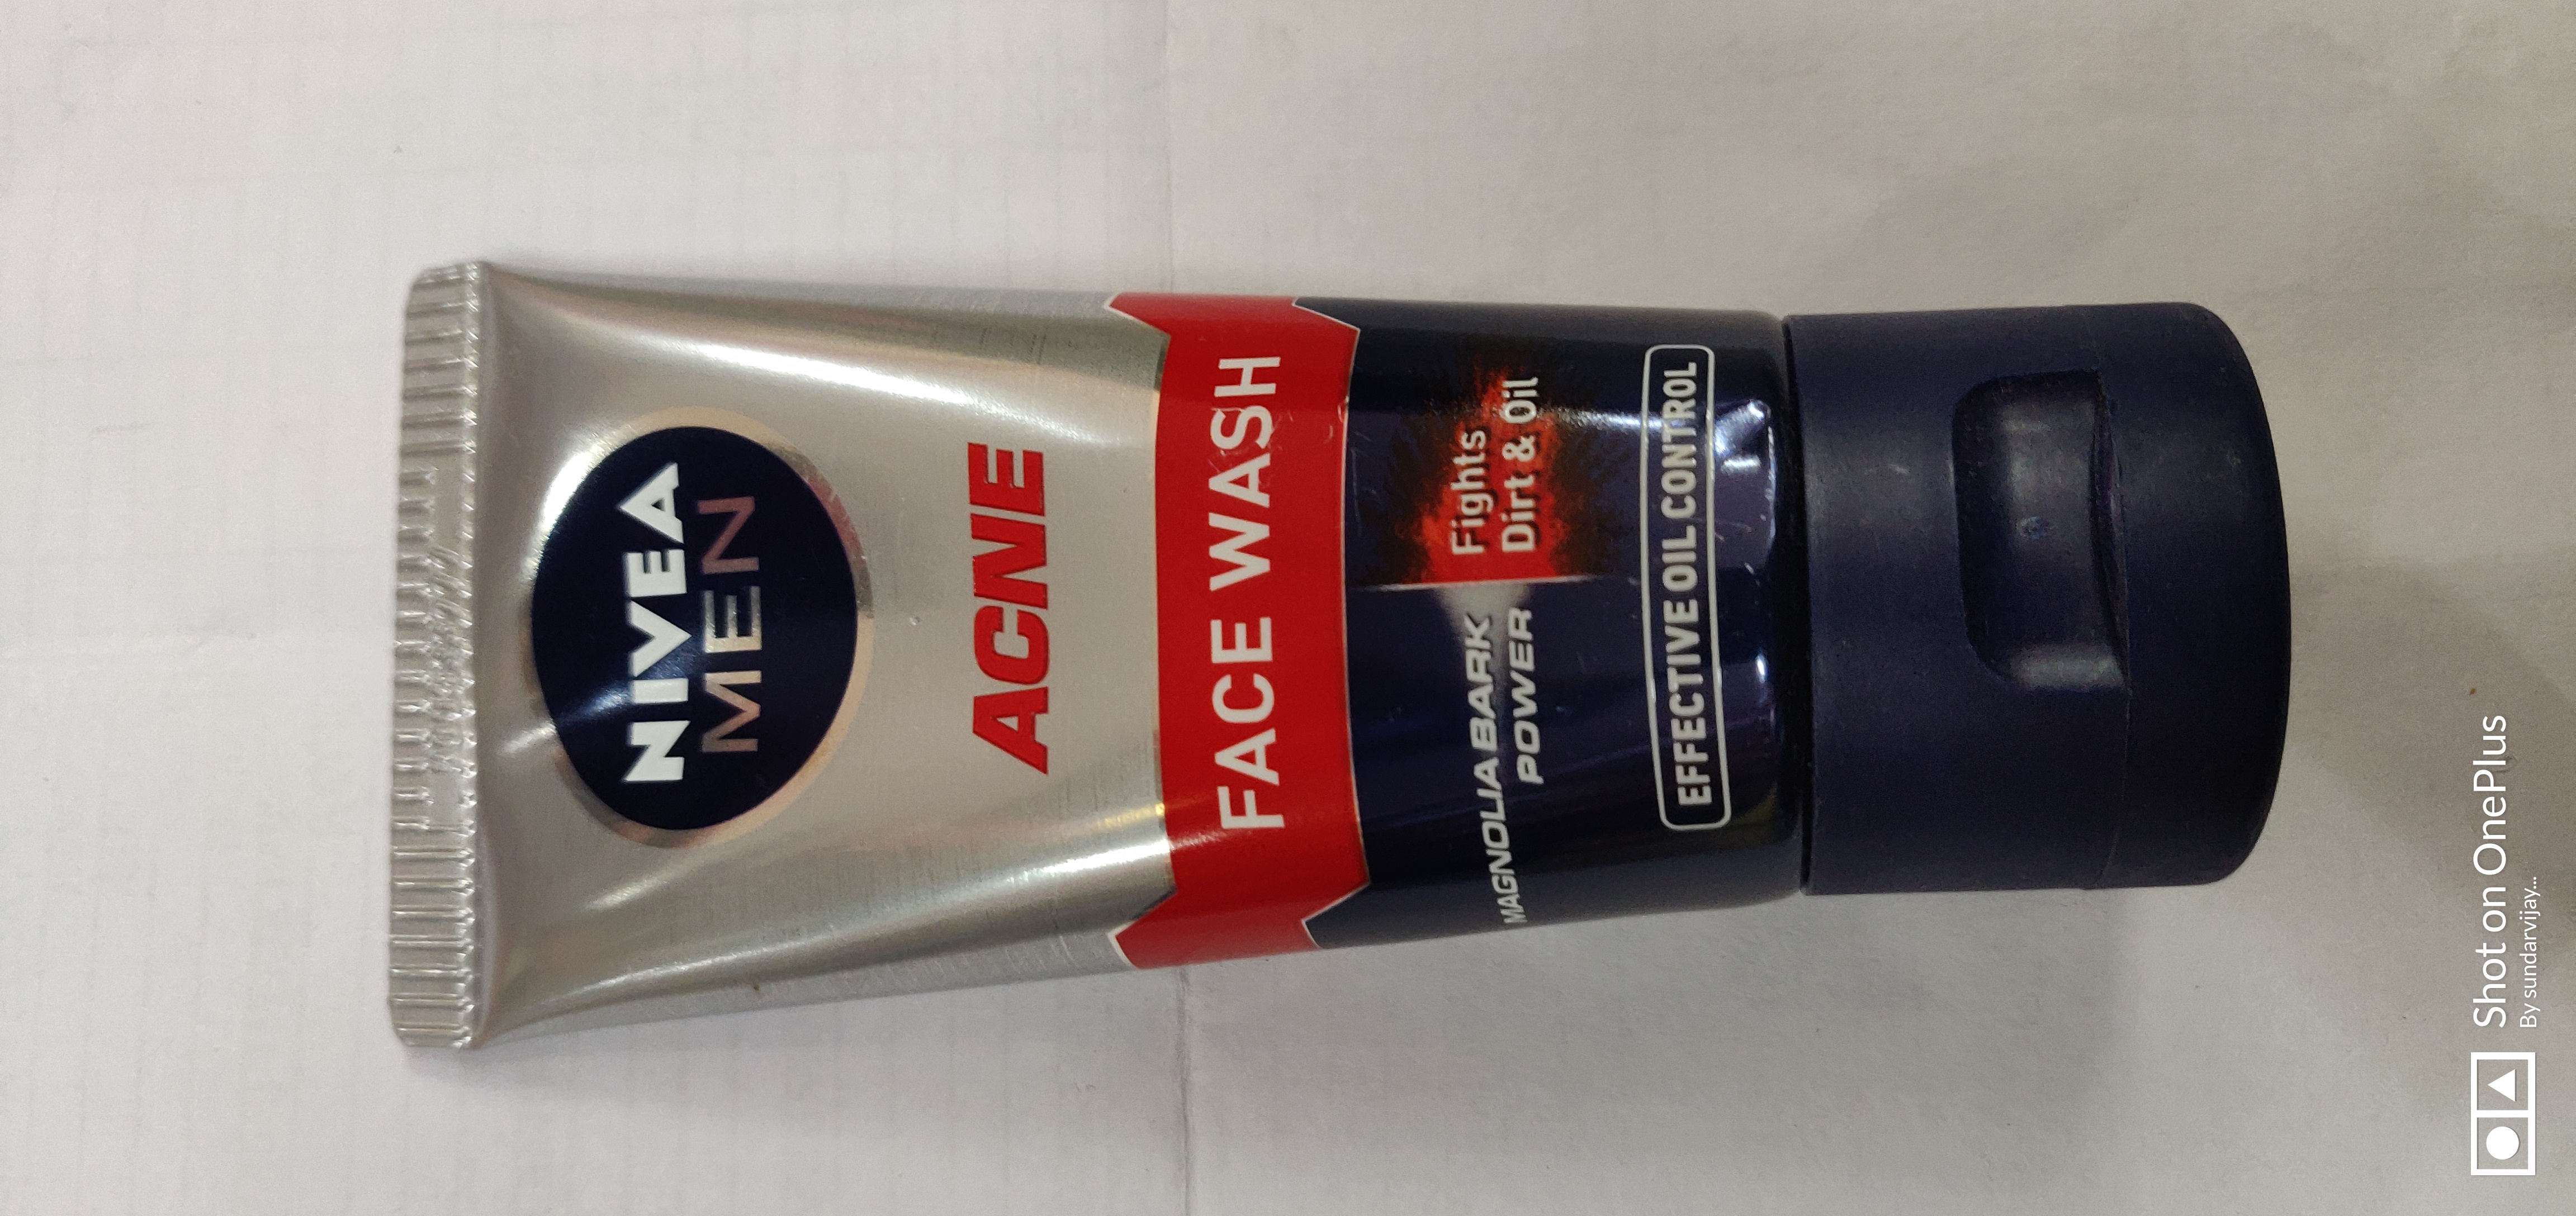 NIVEA
MEN
ACNE
FACE WASH
MAGNOLIA BARK
POWER
Fights
Dirt & Oil
EFFECTIVE OIL CONTROL
Shot on OnePlus
By sundarvijay...